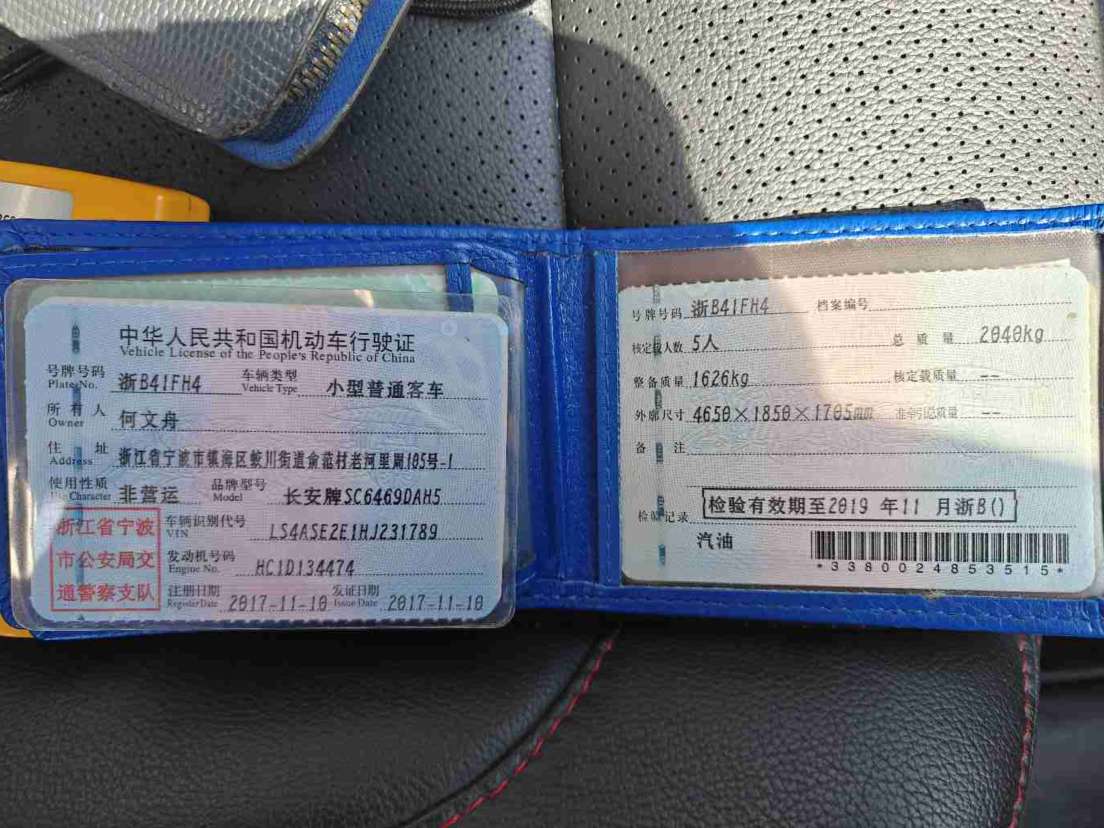 中华人民共和国机动车行驶证
Vehicle License of the People's Republic of China
号牌号码 浙B41FH4 车辆类型 小型普通客车
Plate No. Vehicle Type
所有人 何文舟
Owner
住址 浙江省宁波市镇海区蛟川街道俞范村老河里周105号-1
Address
使用性质 非营运 品牌型号 长安牌SC6469DAH5
Use Character Model
浙江省宁波
市公安局交
通警察支队
车辆识别代号 LS4ASE2E1HJ231789
VIN
发动机号码 HC1D134474
Engine No.
注册日期 2017-11-10 发证日期 2017-11-10
Register Date Issue Date
号牌号码 浙B41FH4 档案编号
核定载人数 5人 总质量 2040kg
整备质量 1626kg 核定载质量 --
外廓尺寸 4650×1850×1705mm 准牵引总质量 --
备注
检验记录 检验有效期至2019年11月浙B()
汽油
*3380024853515*